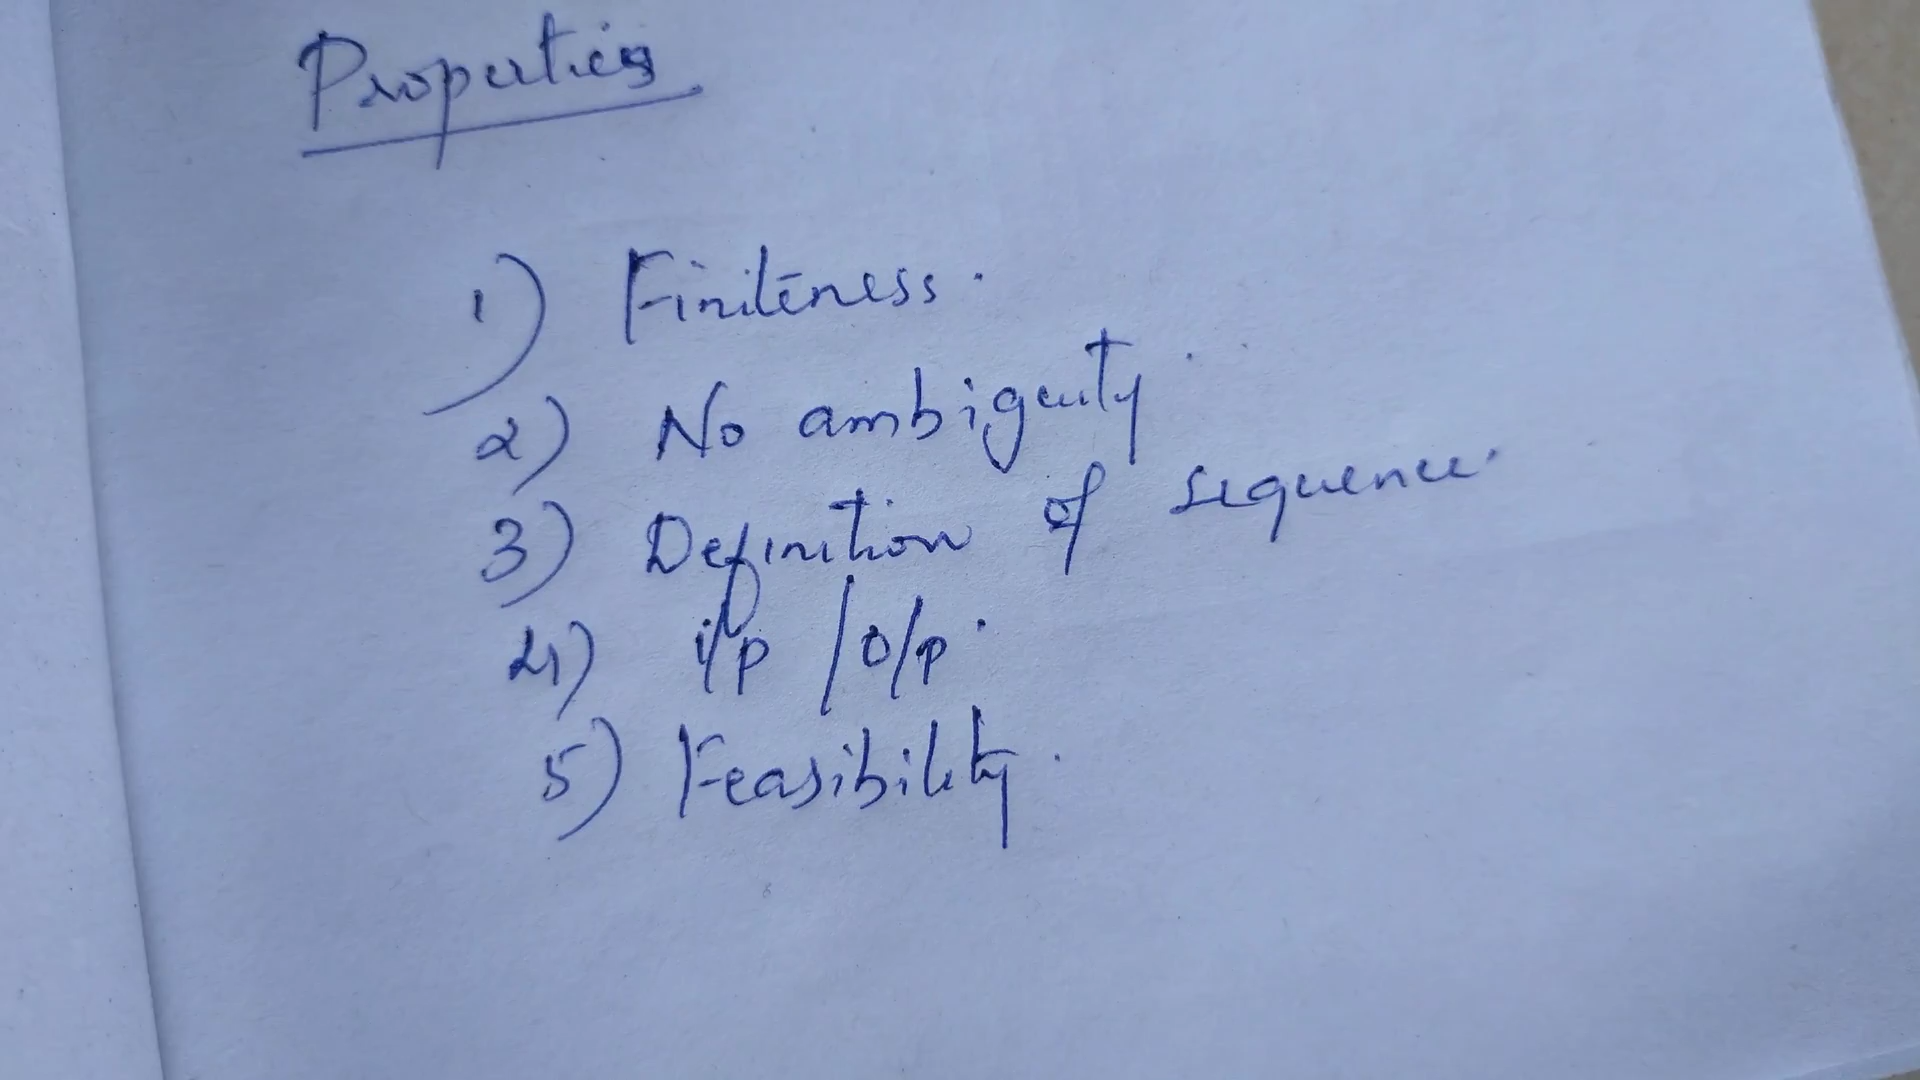 Properties
1) Finiteness.
2) No ambiguity.
3) Definition of sequence.
4) i/p / o/p.
5) Feasibility.